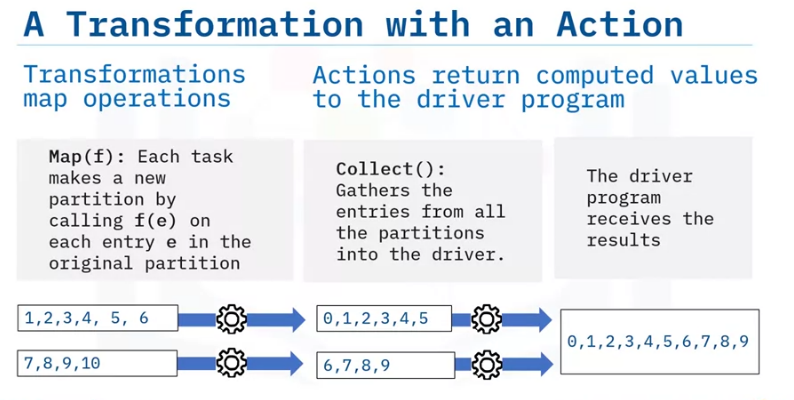 A Transformation with an Action
Transformations
map operations
Actions return computed values
to the driver program
Map(f): Each task
makes a new
partition by
calling f(e) on
each entry e in the
original partition
Collect():
Gathers the
entries from all
the partitions
into the driver.
The driver
program
receives the
results
1,2,3,4, 5, 6
0,1,2,3,4,5
7,8,9,10
6,7,8,9
0,1,2,3,4,5,6,7,8,9